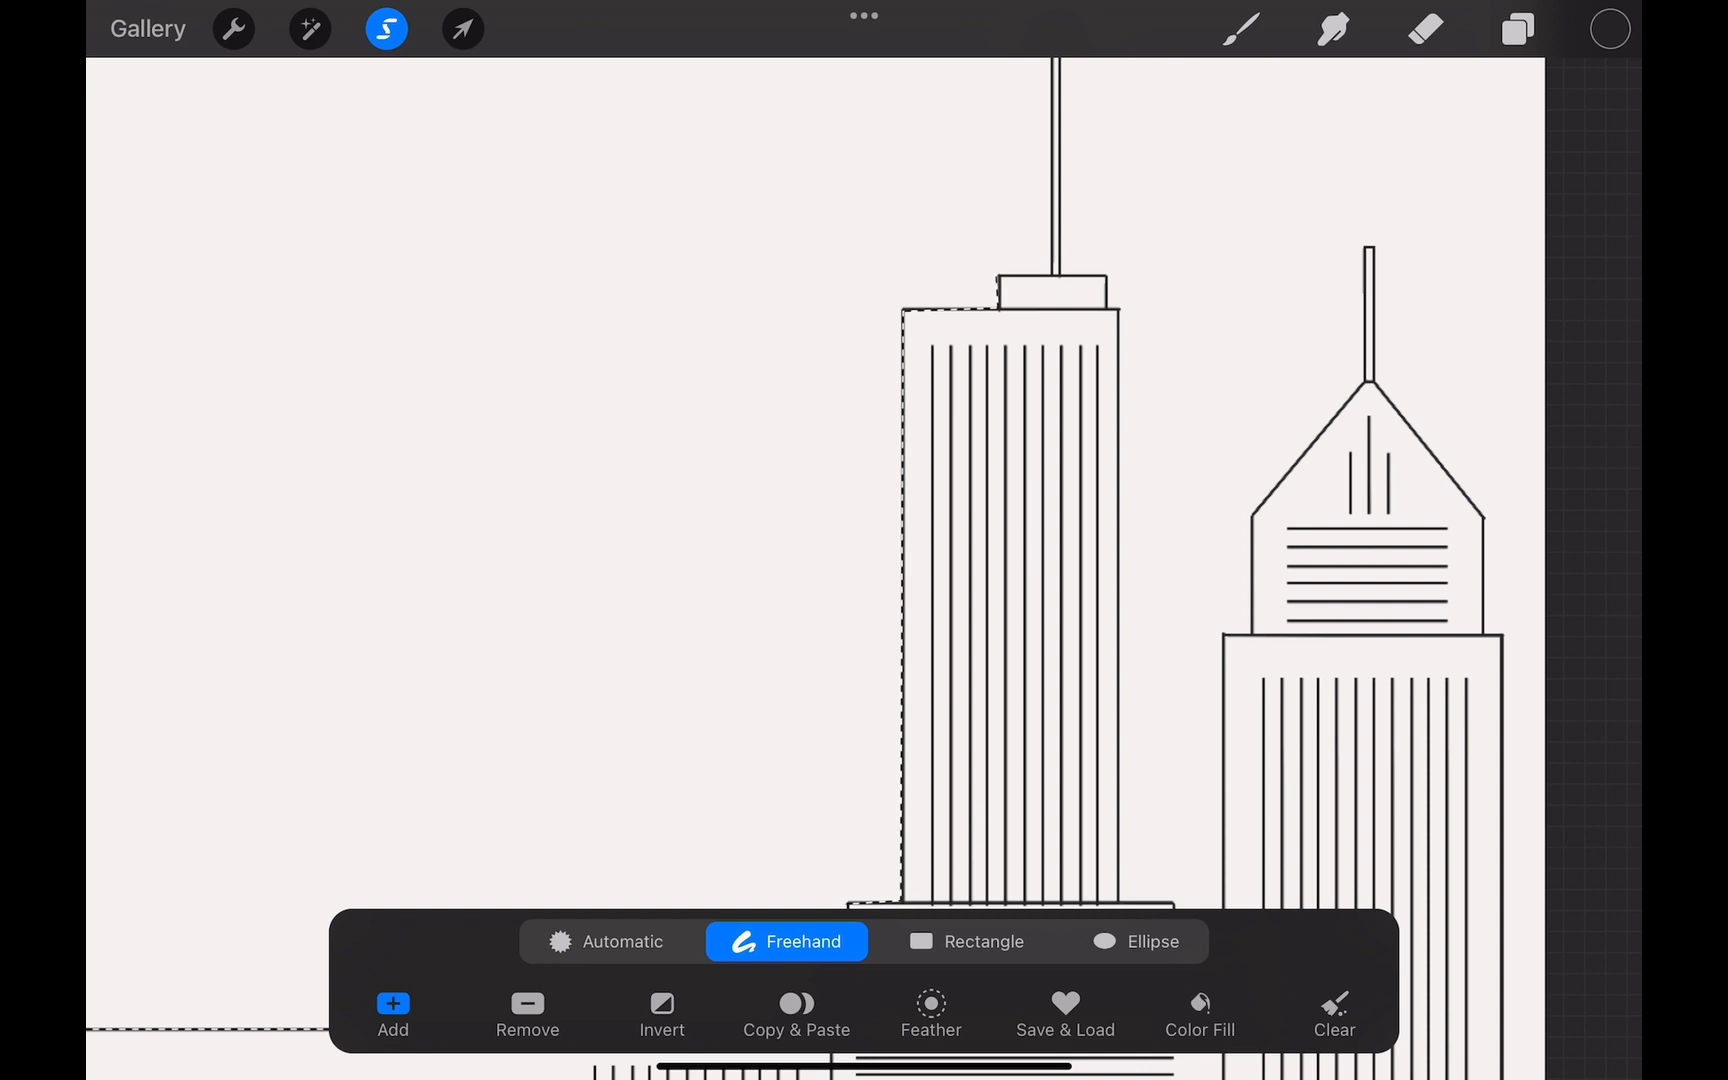 Gallery
Automatic Freehand Rectangle Ellipse
Add Remove Invert Copy & Paste Feather Save & Load Color Fill Clear